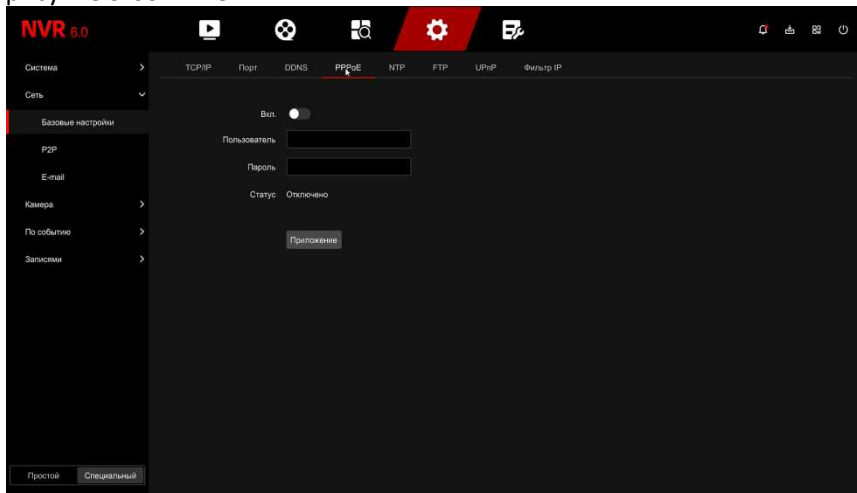 NVR 6.0
Система
Сеть
Базовые настройки
P2P
E-mail
Камера
По событию
Записями
Простой Специальный
TCP/IP Порт DDNS PPPoE NTP FTP UPnP Фильтр IP
Вкл.
Пользователь
Пароль
Статус Отключено
Приложение